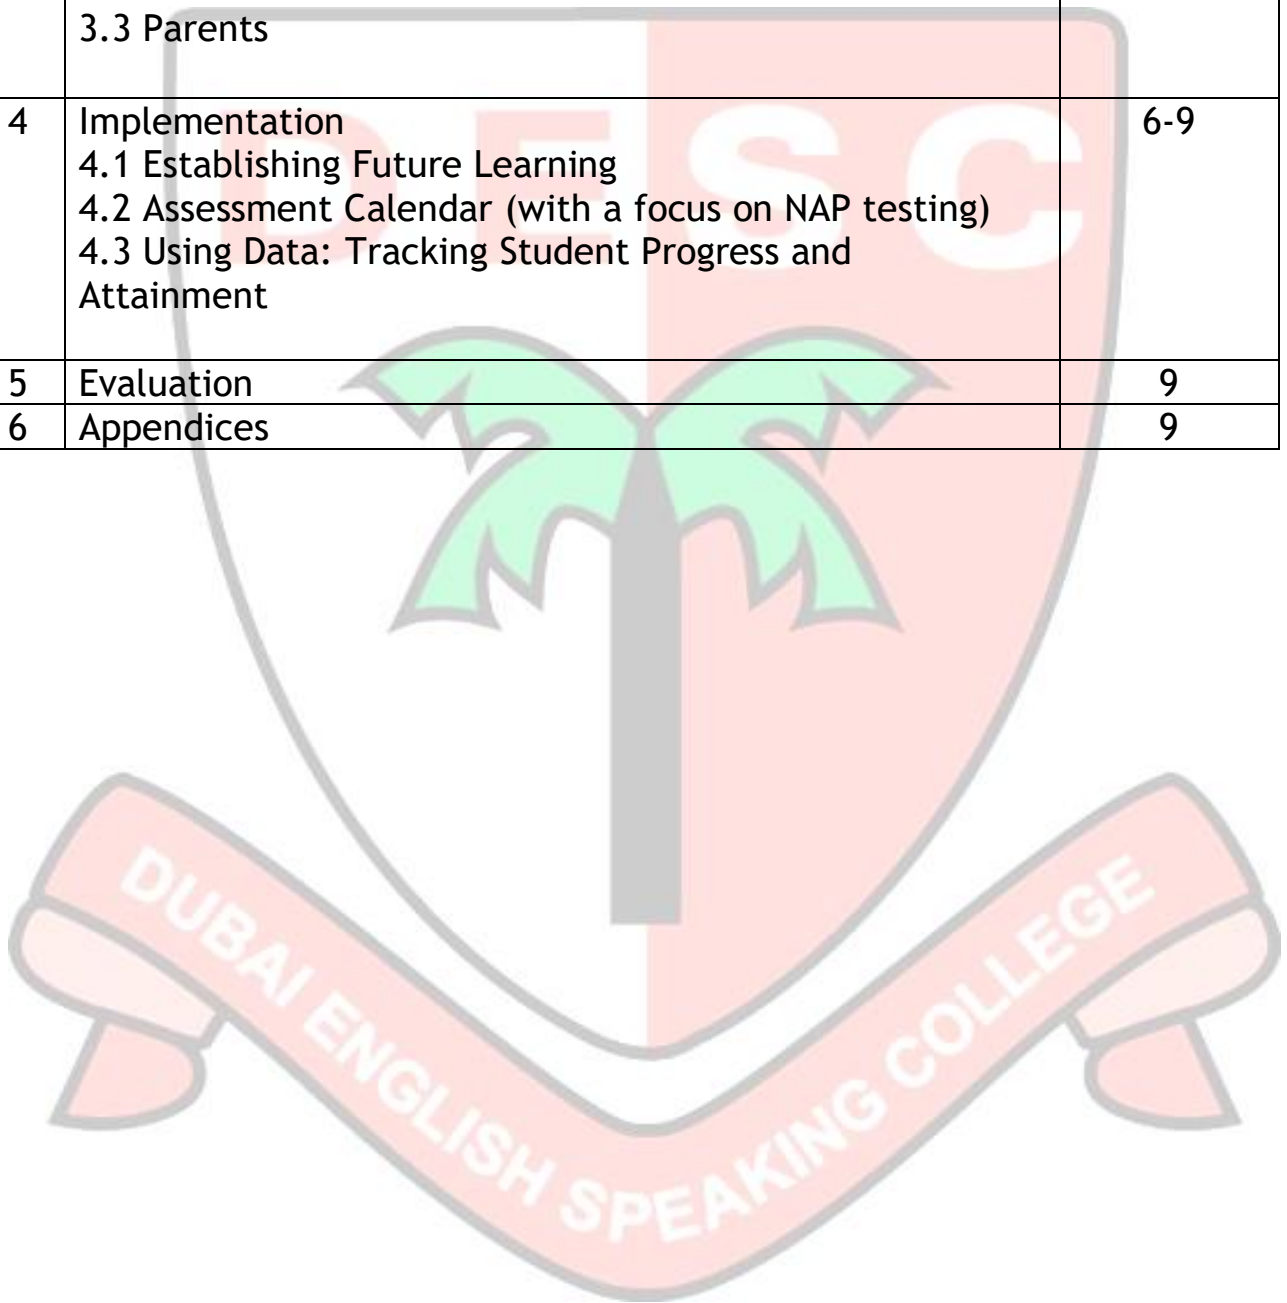 3.3 Parents
4 Implementation 6-9
4.1 Establishing Future Learning
4.2 Assessment Calendar (with a focus on NAP testing)
4.3 Using Data: Tracking Student Progress and
Attainment
5 Evaluation 9
6 Appendices 9
DESC
DUBAI ENGLISH SPEAKING COLLEGE